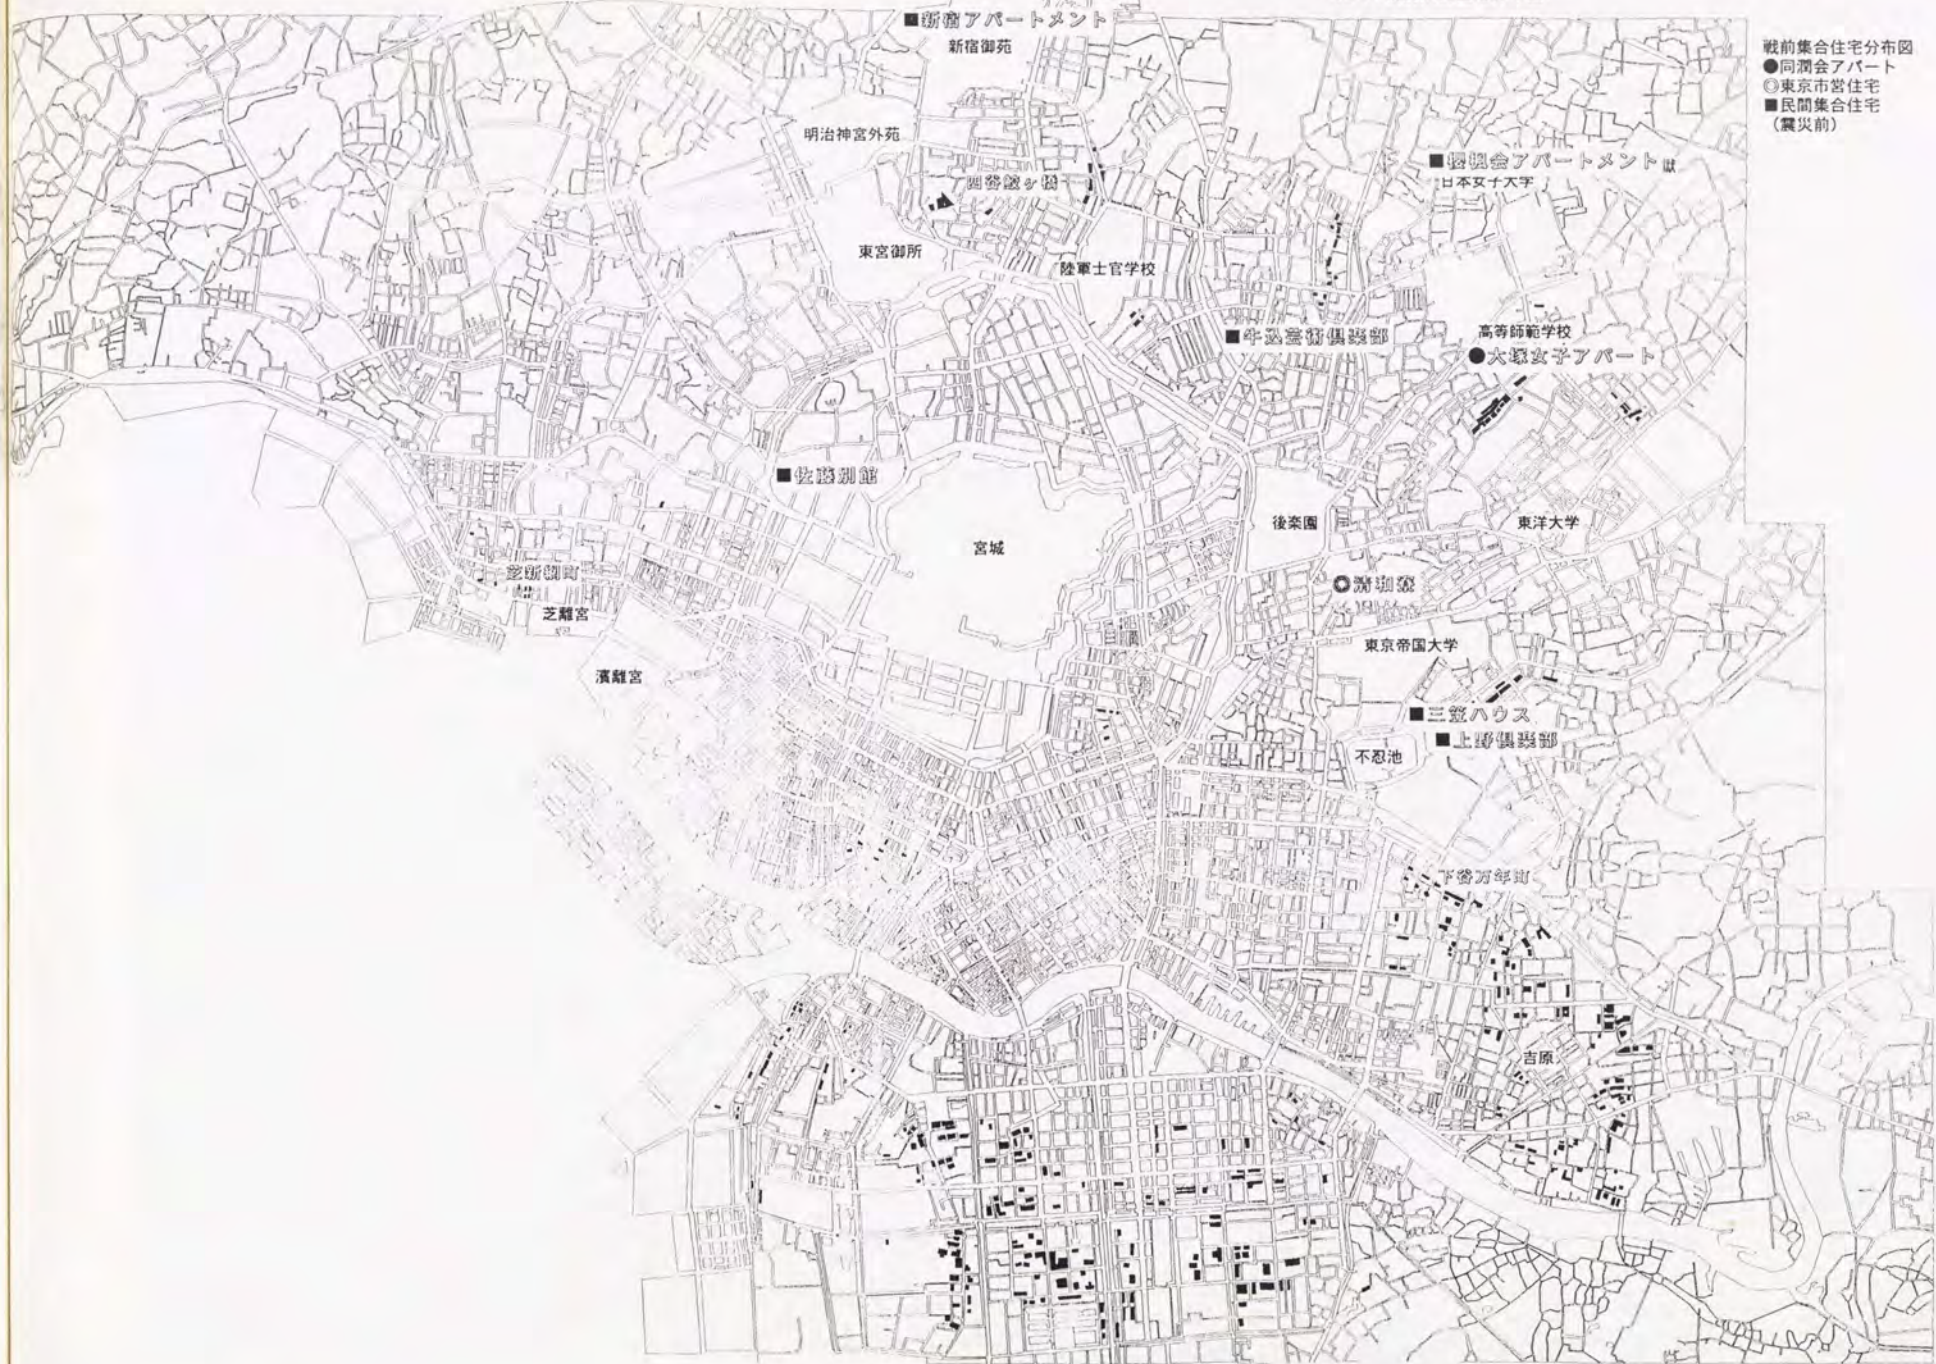 ■新宿アパートメント
新宿御苑
戦前集合住宅分布図
●同潤会アパート
◎東京市営住宅
■民間集合住宅
(震災前)
明治神宮外苑
■桜楓会アパートメント
日本女子大学
四谷鮫ヶ橋
東宮御所
陸軍士官学校
高等師範学校
■牛込芸術倶楽部
●大塚女子アパート
■佐藤別館
後楽園
東洋大学
宮城
芝新網町
◎清和寮
芝離宮
東京帝国大学
濱離宮
■三笠ハウス
■上野倶楽部
不忍池
下谷万年町
吉原